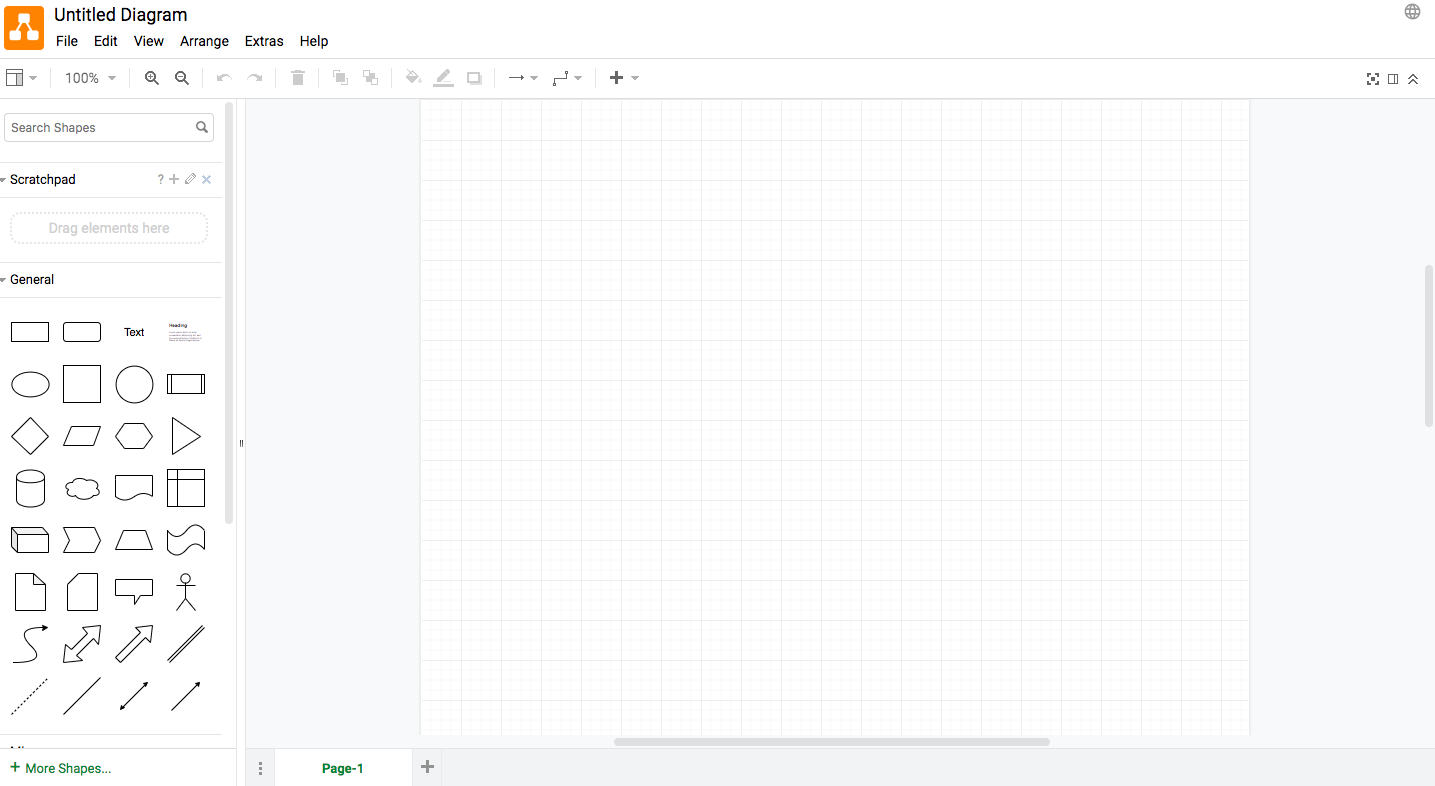 Untitled Diagram
File Edit View Arrange Extras Help
100%
Search Shapes
Scratchpad ?
Drag elements here
General
Text Heading
+ More Shapes...
Page-1